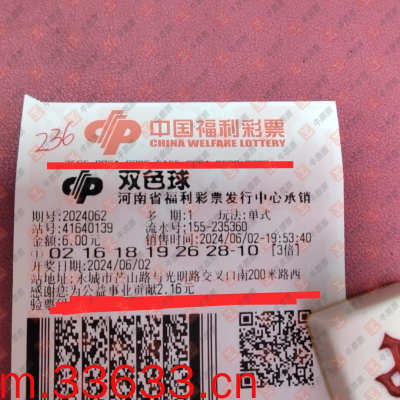 236
中国福利彩票
CHINA WELFARE LOTTERY
双色球
河南省福利彩票发行中心承销
期号:2024062 多 期:1 玩法:单式
站号:41640139 流水号:155-235360
金额:6.00元 销售时间:2024/06/02-19:53:40
① 02 16 18 19 26 28-10 [3倍]
开奖日期:2024/06/02
站地址:永城市芒山路与光明路交叉口南200米路西
感谢您为公益事业贡献2.16元
验票
m.33633.cn